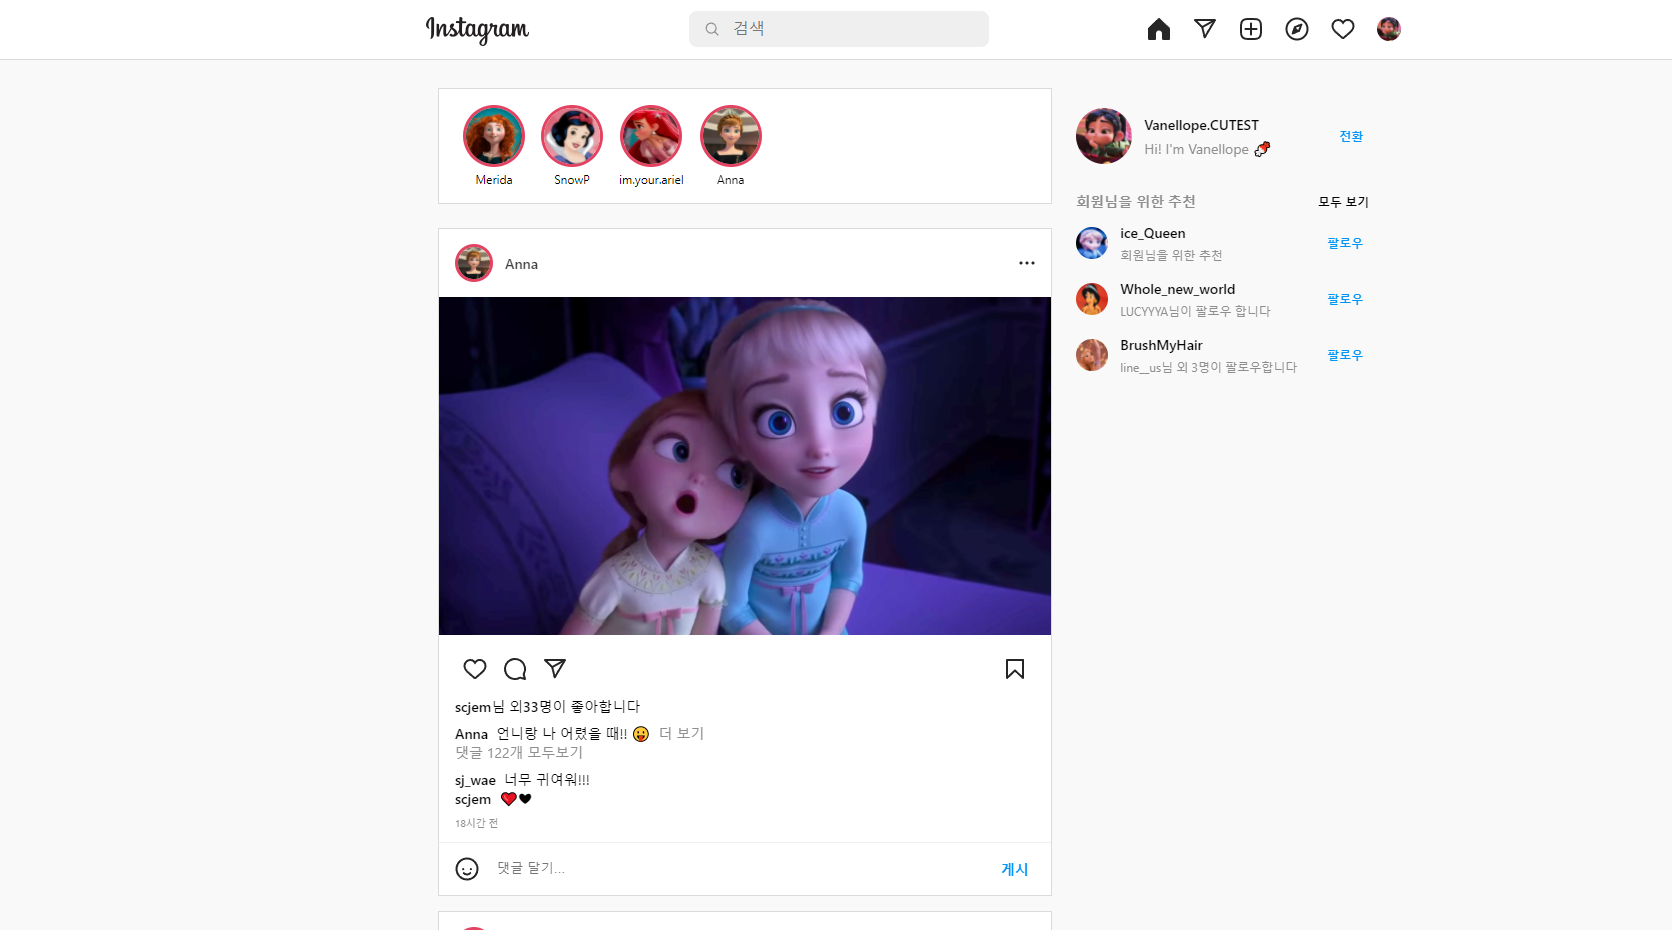 Instagram
검색
Merida
SnowP
im.your.ariel
Anna
Vanellope.CUTEST
Hi! I'm Vanellope
전환
회원님을 위한 추천
모두 보기
ice_Queen
회원님을 위한 추천
팔로우
Whole_new_world
LUCYYYA님이 팔로우 합니다
팔로우
BrushMyHair
line__us님 외 3명이 팔로우합니다
팔로우
Anna
scjem님 외33명이 좋아합니다
Anna 언니랑 나 어렸을 때!! 😛 더 보기
댓글 122개 모두보기
sj_wae 너무 귀여워!!!
scjem ❤️🖤
18시간 전
댓글 달기...
게시